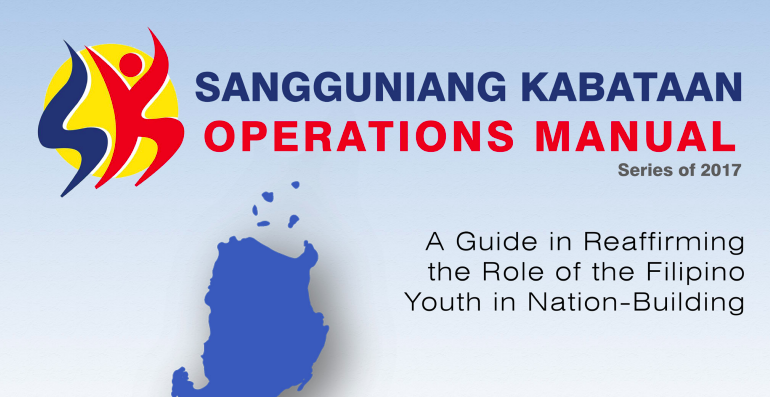 SK
SANGGUNIANG KABATAAN
OPERATIONS MANUAL
Series of 2017
A Guide in Reaffirming
the Role of the Filipino
Youth in Nation-Building